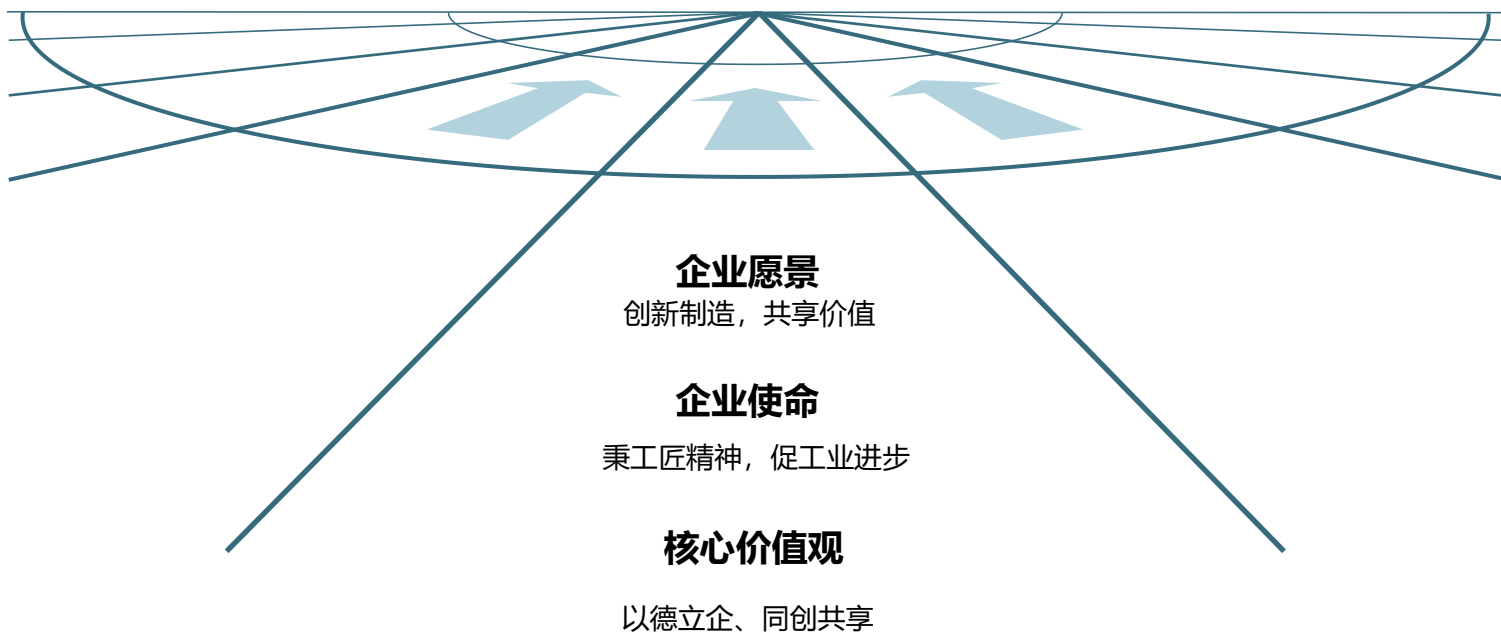 企业愿景
创新制造，共享价值
企业使命
秉工匠精神，促工业进步
核心价值观
以德立企、同创共享